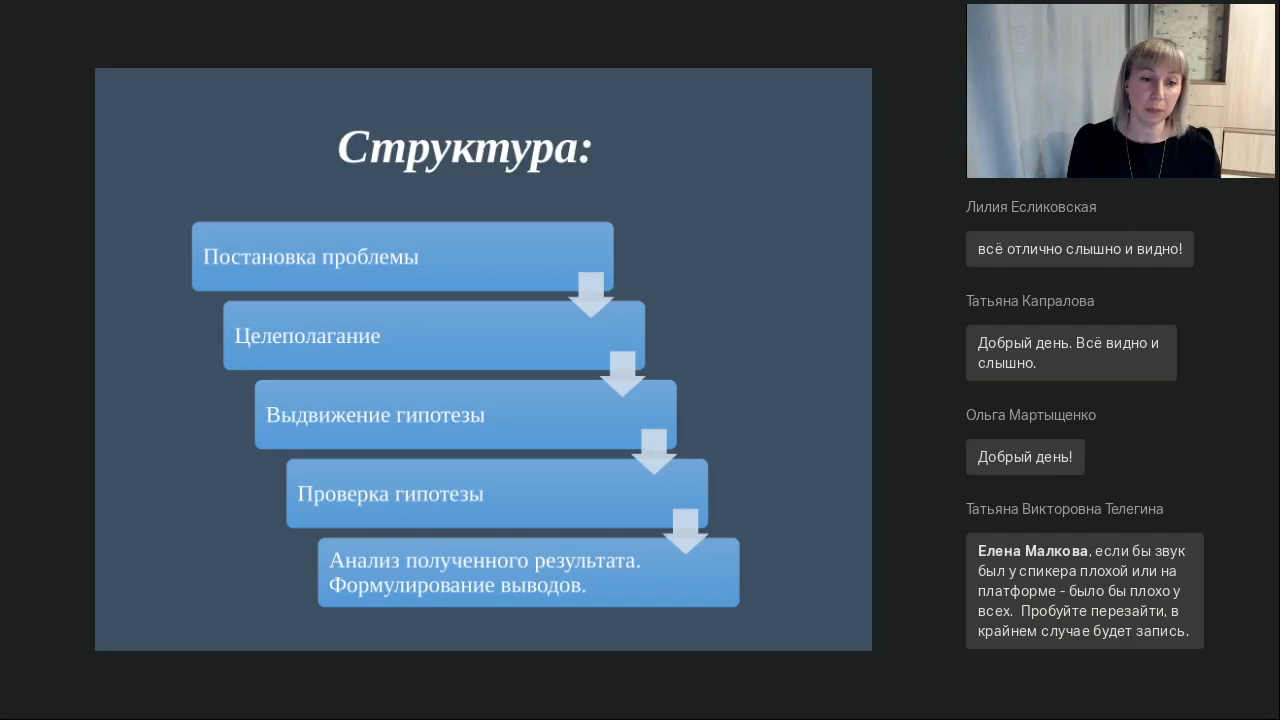 Структура:
Постановка проблемы
Целеполагание
Выдвижение гипотезы
Проверка гипотезы
Анализ полученного результата.
Формулирование выводов.
Лилия Есликовская
всё отлично слышно и видно!
Татьяна Капралова
Добрый день. Всё видно и
слышно.
Ольга Мартыщенко
Добрый день!
Татьяна Викторовна Телегина
Елена Малкова, если бы звук
был у спикера плохой или на
платформе - было бы плохо у
всех.  Пробуйте перезайти, в
крайнем случае будет запись.